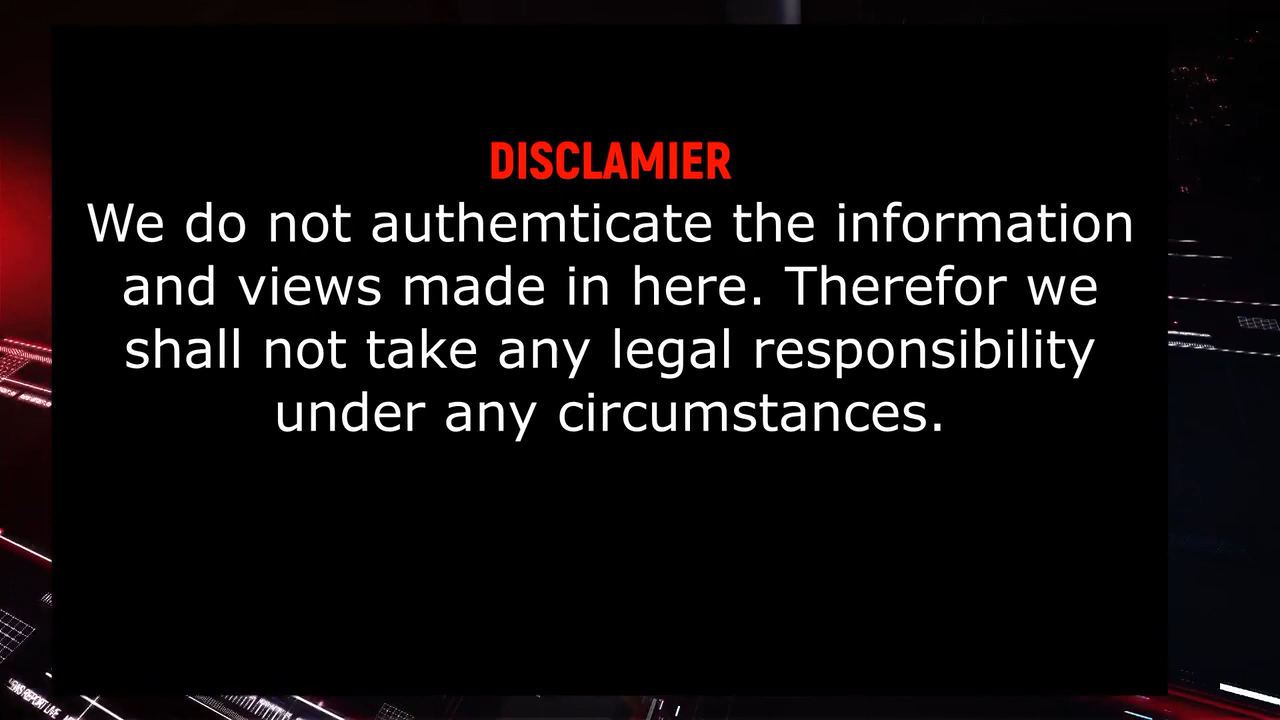 DISCLAMIER
We do not authemticate the information
and views made in here. Therefor we
shall not take any legal responsibility
under any circumstances.